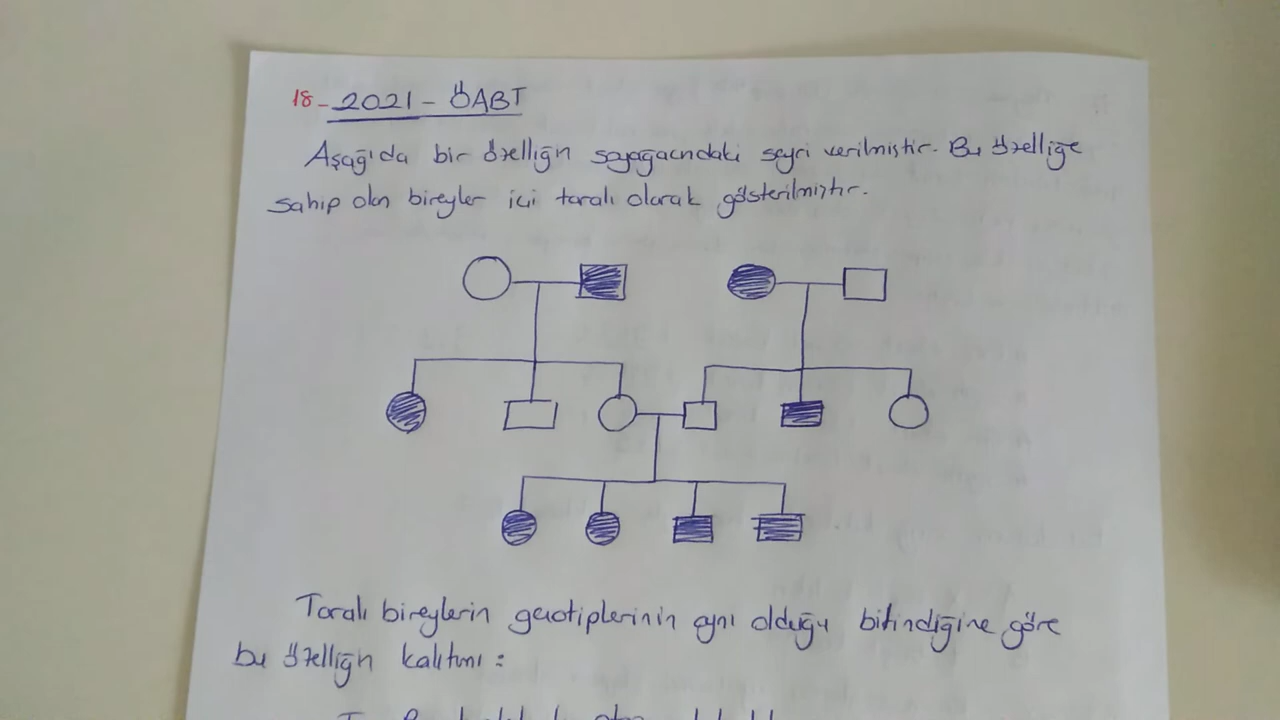 18- 2021 - ÖABT
Aşağıda bir özelliğin soyağacındaki seyri verilmiştir. Bu özelliğe
sahip olan bireyler içi taralı olarak gösterilmiştir.
Taralı bireylerin genotiplerinin aynı olduğu bilindiğine göre
bu özelliğin kalıtımı :